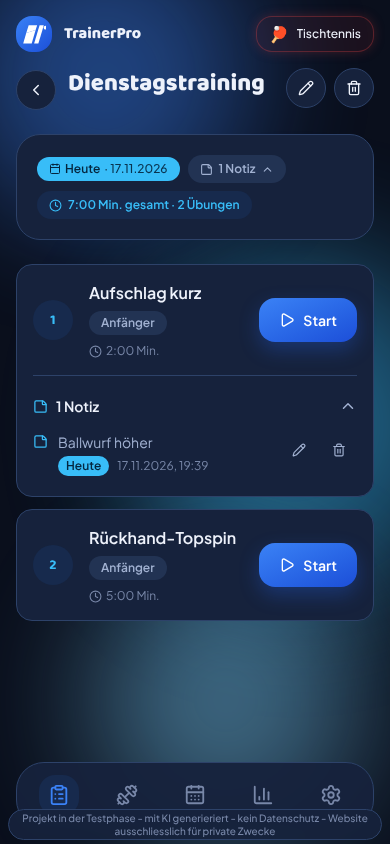 TrainerPro
Tischtennis
Dienstagstraining
Heute · 17.11.2026
1 Notiz
7:00 Min. gesamt · 2 Übungen
1
Aufschlag kurz
Anfänger
2:00 Min.
Start
1 Notiz
Ballwurf höher
Heute 17.11.2026, 19:39
2
Rückhand-Topspin
Anfänger
5:00 Min.
Start
Projekt in der Testphase – mit KI generieriert – kein Datenschutz – Website
ausschliesslich für private Zwecke